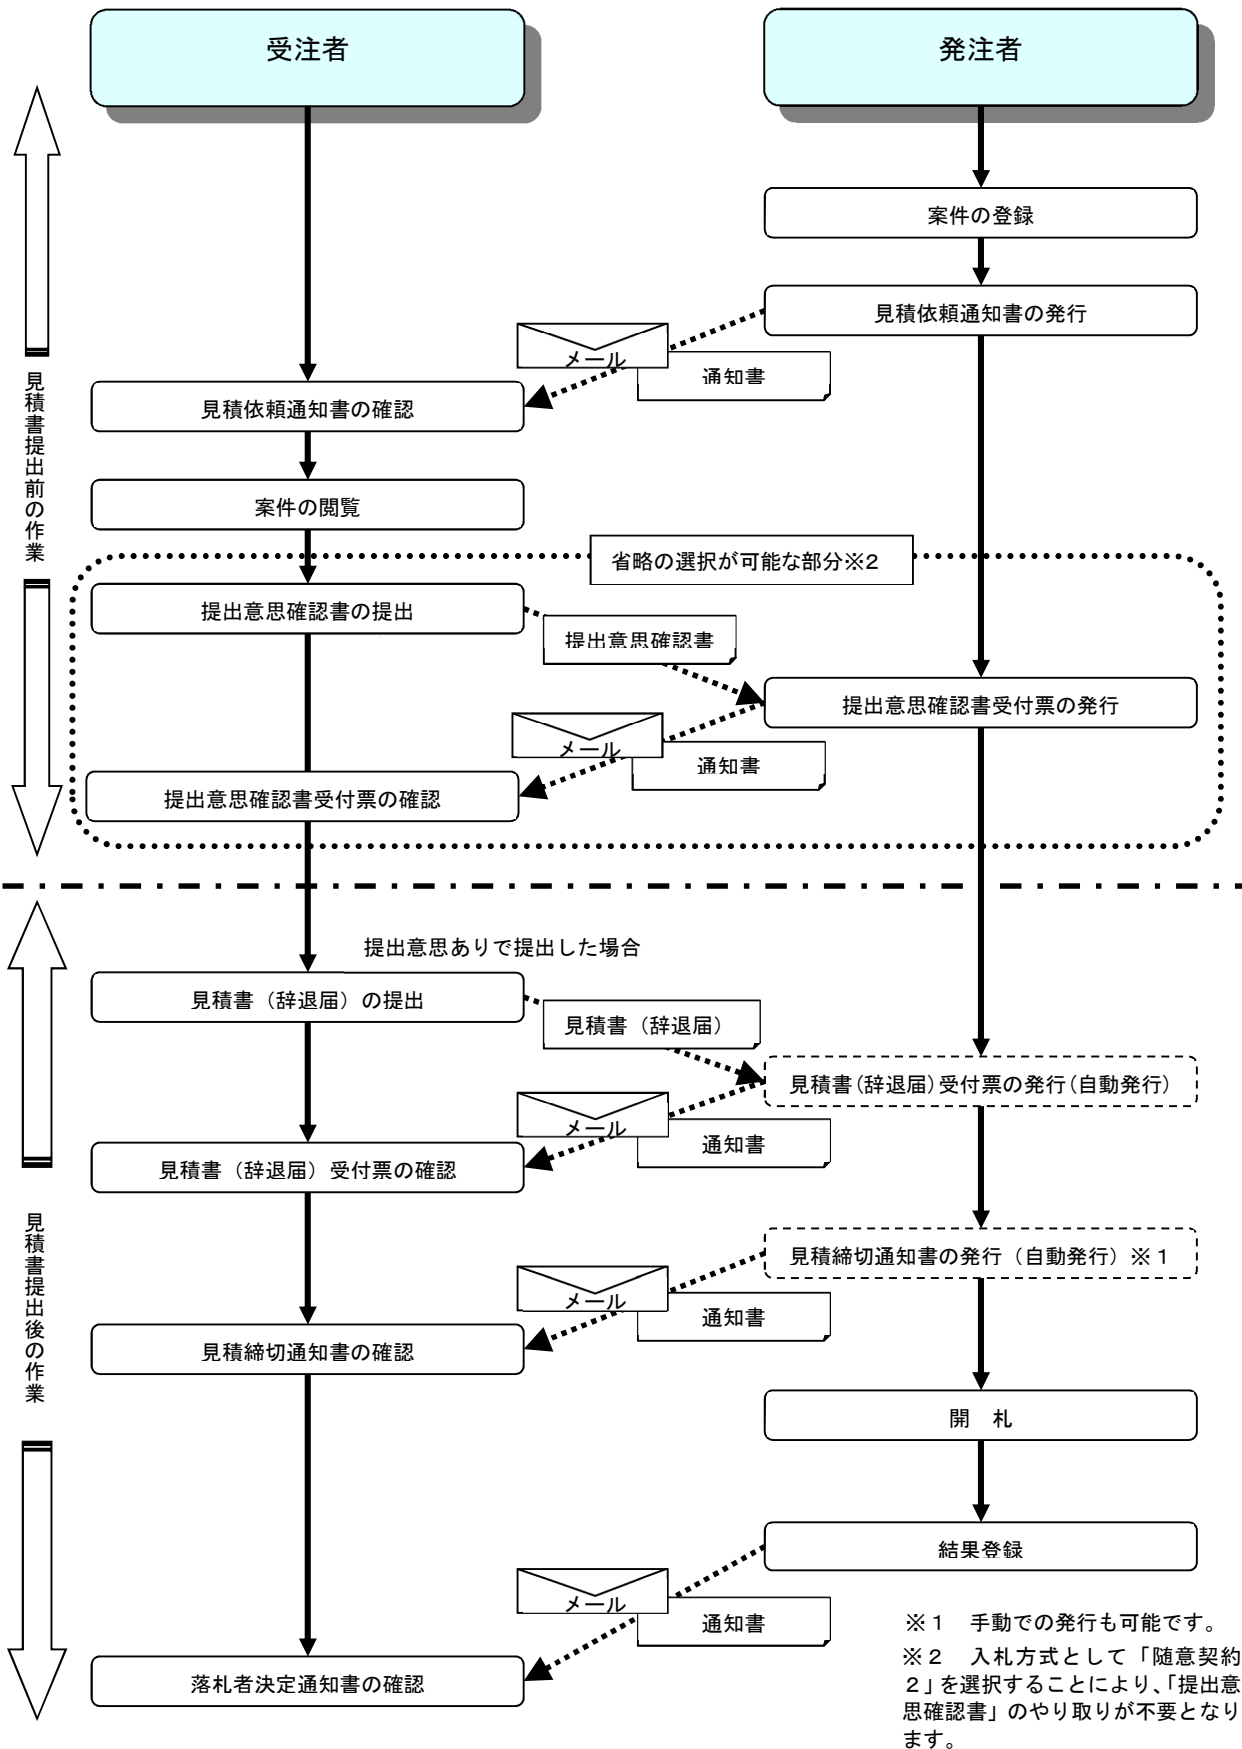 受注者
発注者
案件の登録
見積依頼通知書の発行
メール
通知書
見積依頼通知書の確認
見積書提出前の作業
案件の閲覧
省略の選択が可能な部分※2
提出意思確認書の提出
提出意思確認書
提出意思確認書受付票の発行
メール
通知書
提出意思確認書受付票の確認
提出意思ありで提出した場合
見積書（辞退届）の提出
見積書（辞退届）
見積書(辞退届)受付票の発行(自動発行)
メール
通知書
見積書（辞退届）受付票の確認
見積書提出後の作業
見積締切通知書の発行（自動発行）※１
メール
通知書
見積締切通知書の確認
開　札
結果登録
メール
通知書
落札者決定通知書の確認
※１　手動での発行も可能です。
※２　入札方式として「随意契約
２」を選択することにより、「提出意
思確認書」のやり取りが不要となり
ます。